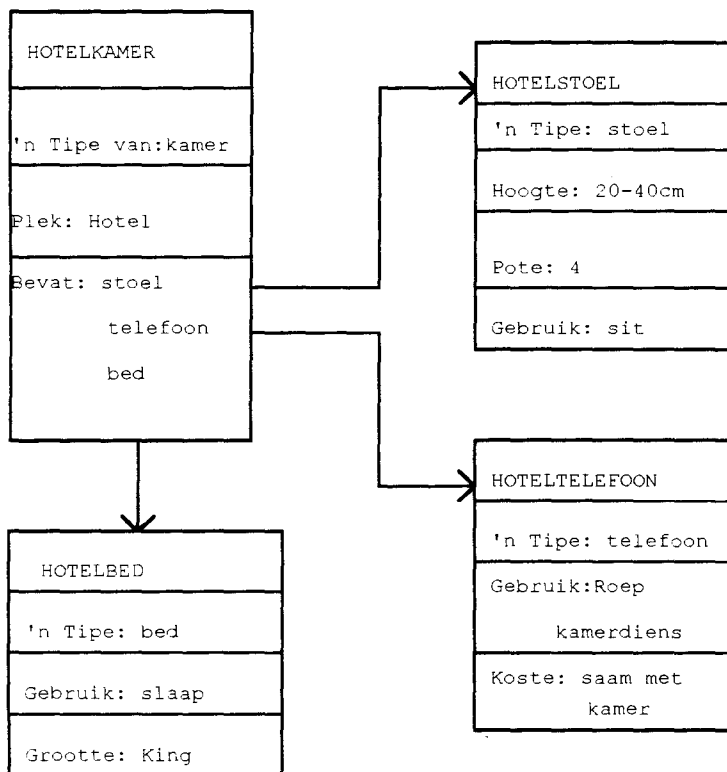 HOTELKAMER
'n Tipe van:kamer
Plek: Hotel
Bevat: stoel
telefoon
bed
HOTELSTOEL
'n Tipe: stoel
Hoogte: 20-40cm
Pote: 4
Gebruik: sit
HOTELTELEFOON
'n Tipe: telefoon
Gebruik:Roep
kamerdiens
Koste: saam met
kamer
HOTELBED
'n Tipe: bed
Gebruik: slaap
Grootte: King